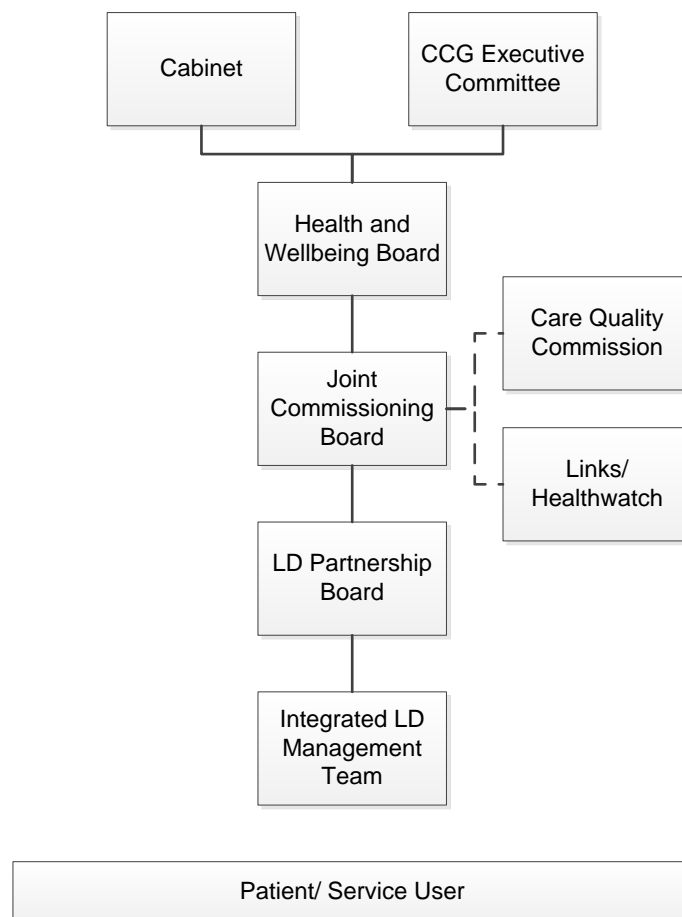 Cabinet
CCG Executive
Committee
Health and
Wellbeing Board
Care Quality
Commission
Joint
Commissioning
Board
Links/
Healthwatch
LD Partnership
Board
Integrated LD
Management
Team
Patient/ Service User